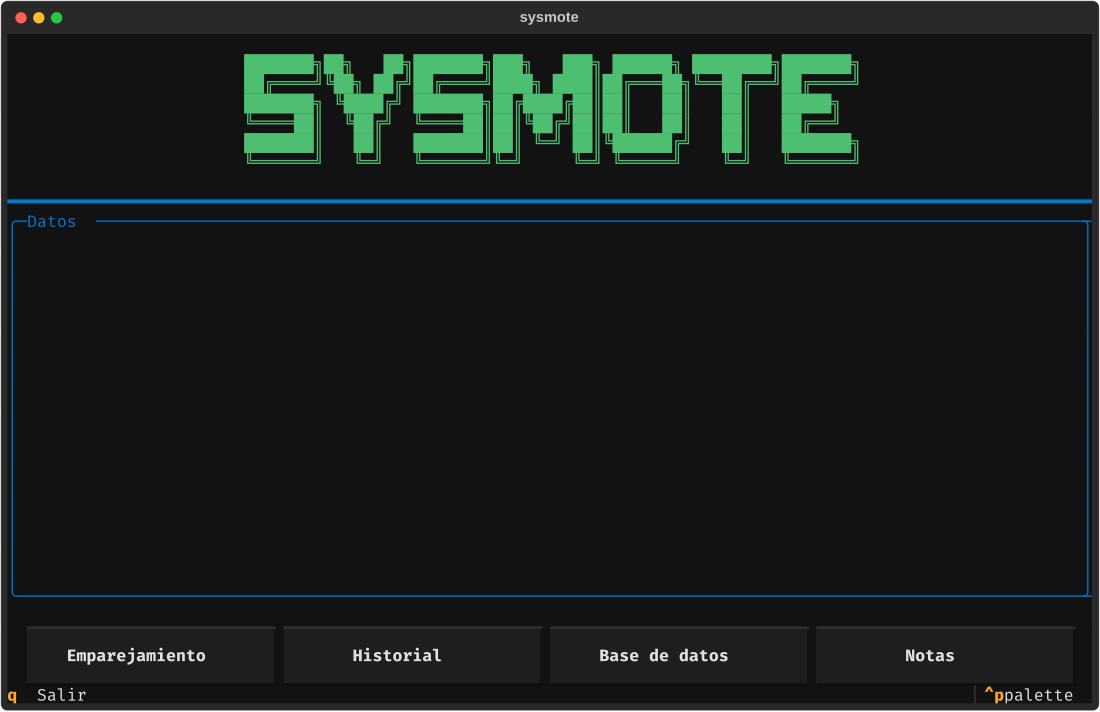 sysmote
SYSMOTE
Datos
Emparejamiento Historial Base de datos Notas
q Salir ^p palette